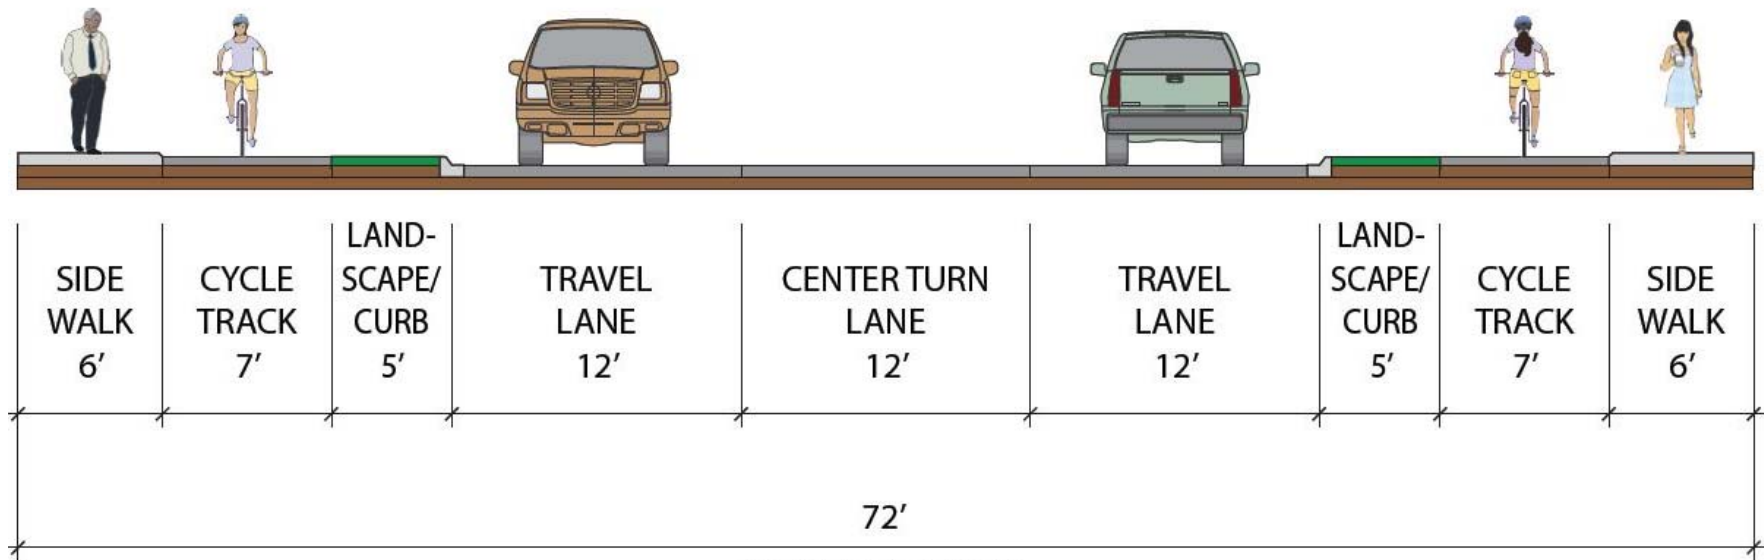 SIDE
WALK
6′
CYCLE
TRACK
7′
LAND-
SCAPE/
CURB
5′
TRAVEL
LANE
12′
CENTER TURN
LANE
12′
TRAVEL
LANE
12′
LAND-
SCAPE/
CURB
5′
CYCLE
TRACK
7′
SIDE
WALK
6′
72′